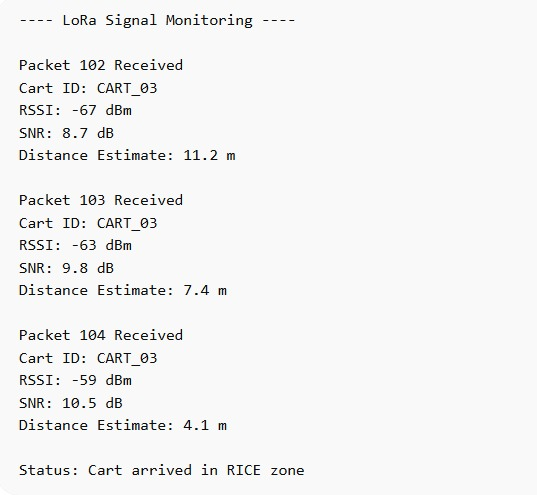 ---- LoRa Signal Monitoring ----
Packet 102 Received
Cart ID: CART_03
RSSI: -67 dBm
SNR: 8.7 dB
Distance Estimate: 11.2 m
Packet 103 Received
Cart ID: CART_03
RSSI: -63 dBm
SNR: 9.8 dB
Distance Estimate: 7.4 m
Packet 104 Received
Cart ID: CART_03
RSSI: -59 dBm
SNR: 10.5 dB
Distance Estimate: 4.1 m
Status: Cart arrived in RICE zone